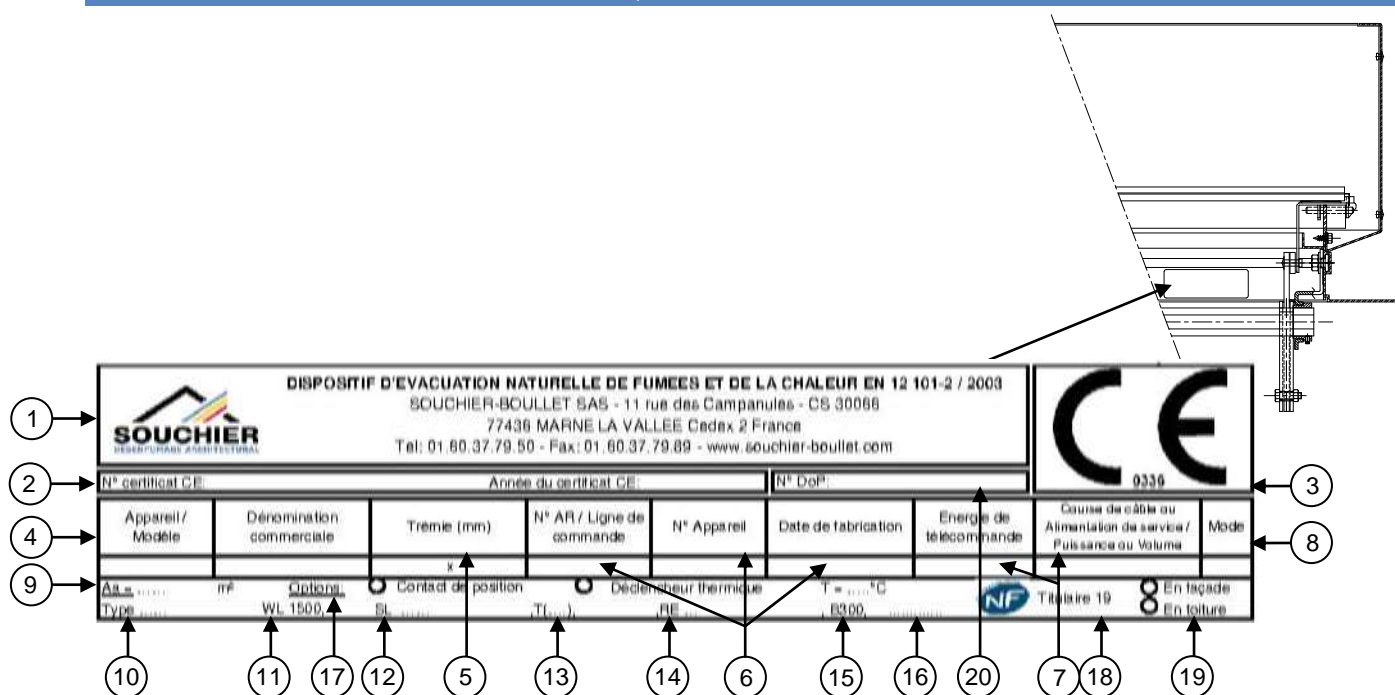 DISPOSITIF D'EVACUATION NATURELLE DE FUMEES ET DE LA CHALEUR EN 12 101-2 / 2003
SOUCHIER-BOULLET SAS - 11 rue des Campanules - CS 30066
77436 MARNE LA VALLEE Cedex 2 France
Tél: 01.60.37.79.50 - Fax: 01.60.37.79.89 - www.souchier-boullet.com
SOUCHIER
DESENFUMAGE ARCHITECTURAL
CE
0336
1
2
N° certificat CE:
Année du certificat CE:
N° DoP:
3
4
Appareil / Modèle
Dénomination commerciale
Trémie (mm)
N° AR / Ligne de commande
N° Appareil
Date de fabrication
Energie de télécommande
Course de câble ou Alimentation de service / Puissance ou Volume
Mode
8
x
9
Aa = ...... m² Options: Contact de position Déclencheur thermique T = ....°C
NF Titulaire 19
En façade
En toiture
Type ...... WL 1500, SL ...... ,T(....), ,RE ... , B300, ............
10 11 17 12 5 13 14 6 15 16 20 7 18 19